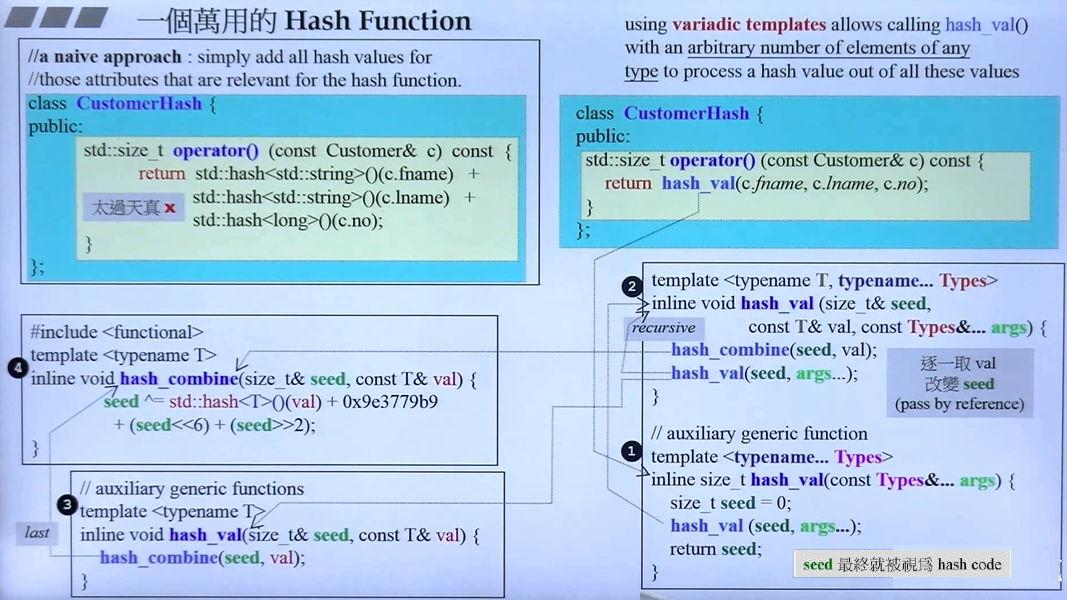 一個萬用的 Hash Function
//a naive approach : simply add all hash values for
//those attributes that are relevant for the hash function.
class CustomerHash {
public:
std::size_t operator() (const Customer& c) const {
return std::hash<std::string>()(c.fname) +
std::hash<std::string>()(c.lname) +
std::hash<long>()(c.no);
}
};
太過天真 x
using variadic templates allows calling hash_val()
with an arbitrary number of elements of any
type to process a hash value out of all these values
class CustomerHash {
public:
std::size_t operator() (const Customer& c) const {
return hash_val(c.fname, c.lname, c.no);
}
};
2
template <typename T, typename... Types>
inline void hash_val (size_t& seed,
const T& val, const Types&... args) {
hash_combine(seed, val);
hash_val(seed, args...);
}
recursive
逐一取 val
改變 seed
(pass by reference)
1
// auxiliary generic function
template <typename... Types>
inline size_t hash_val(const Types&... args) {
size_t seed = 0;
hash_val (seed, args...);
return seed;
}
seed 最終就被視爲 hash code
4
#include <functional>
template <typename T>
inline void hash_combine(size_t& seed, const T& val) {
seed ^= std::hash<T>()(val) + 0x9e3779b9
+ (seed<<6) + (seed>>2);
}
3
// auxiliary generic functions
template <typename T>
inline void hash_val(size_t& seed, const T& val) {
hash_combine(seed, val);
}
last